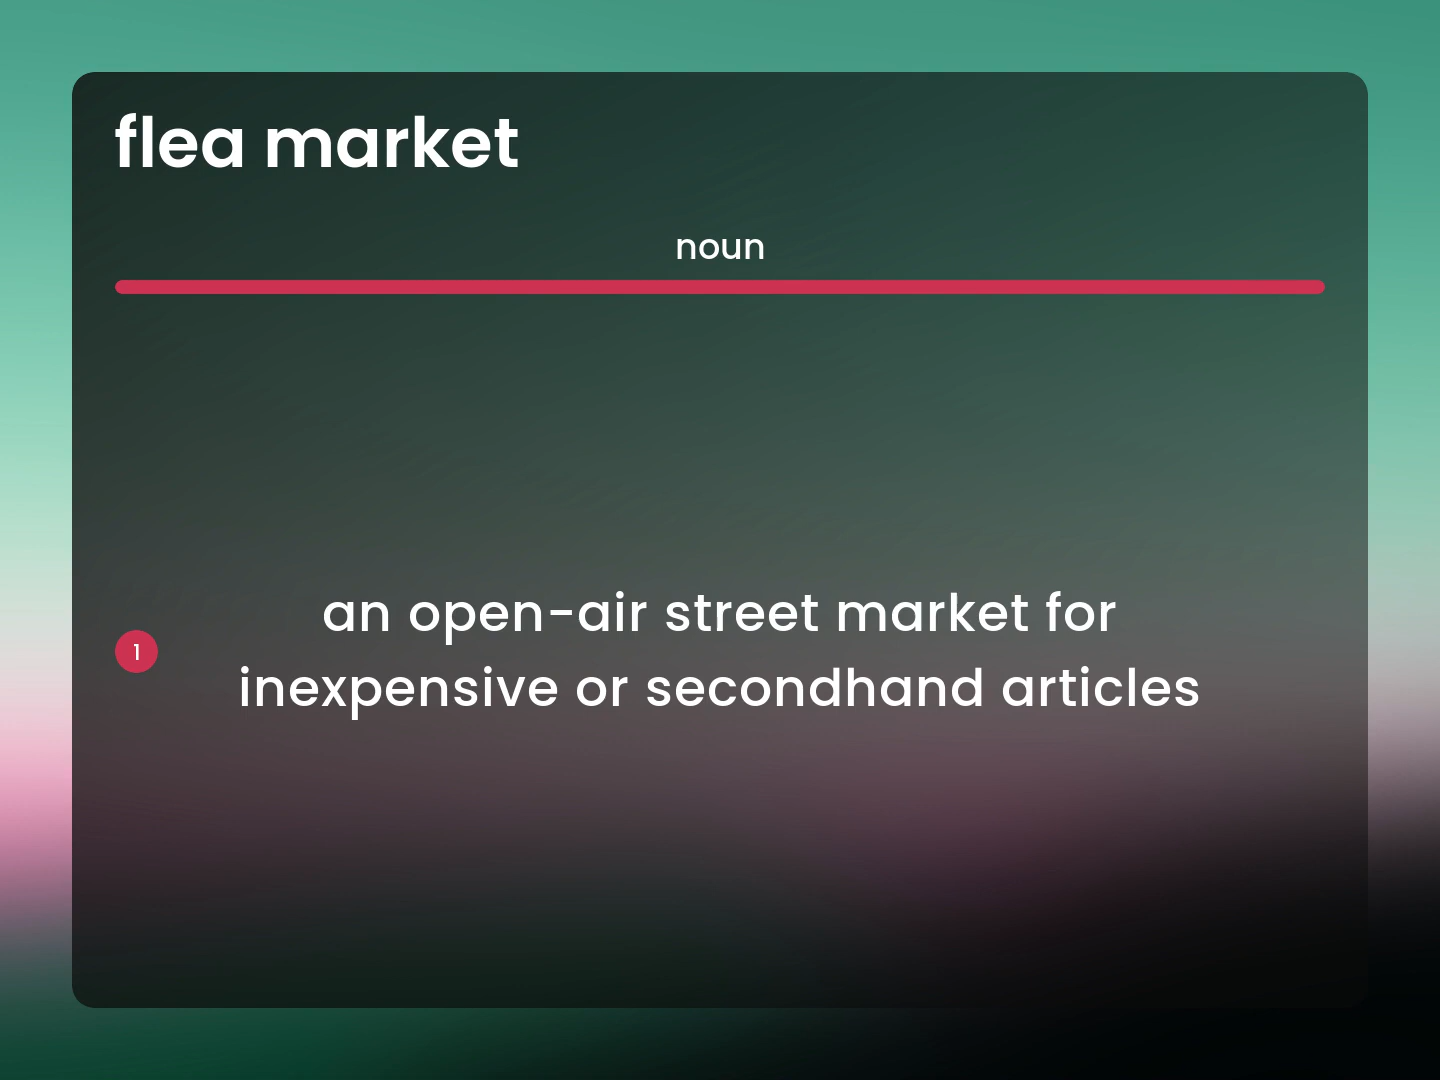 flea market
noun
1
an open-air street market for
inexpensive or secondhand articles